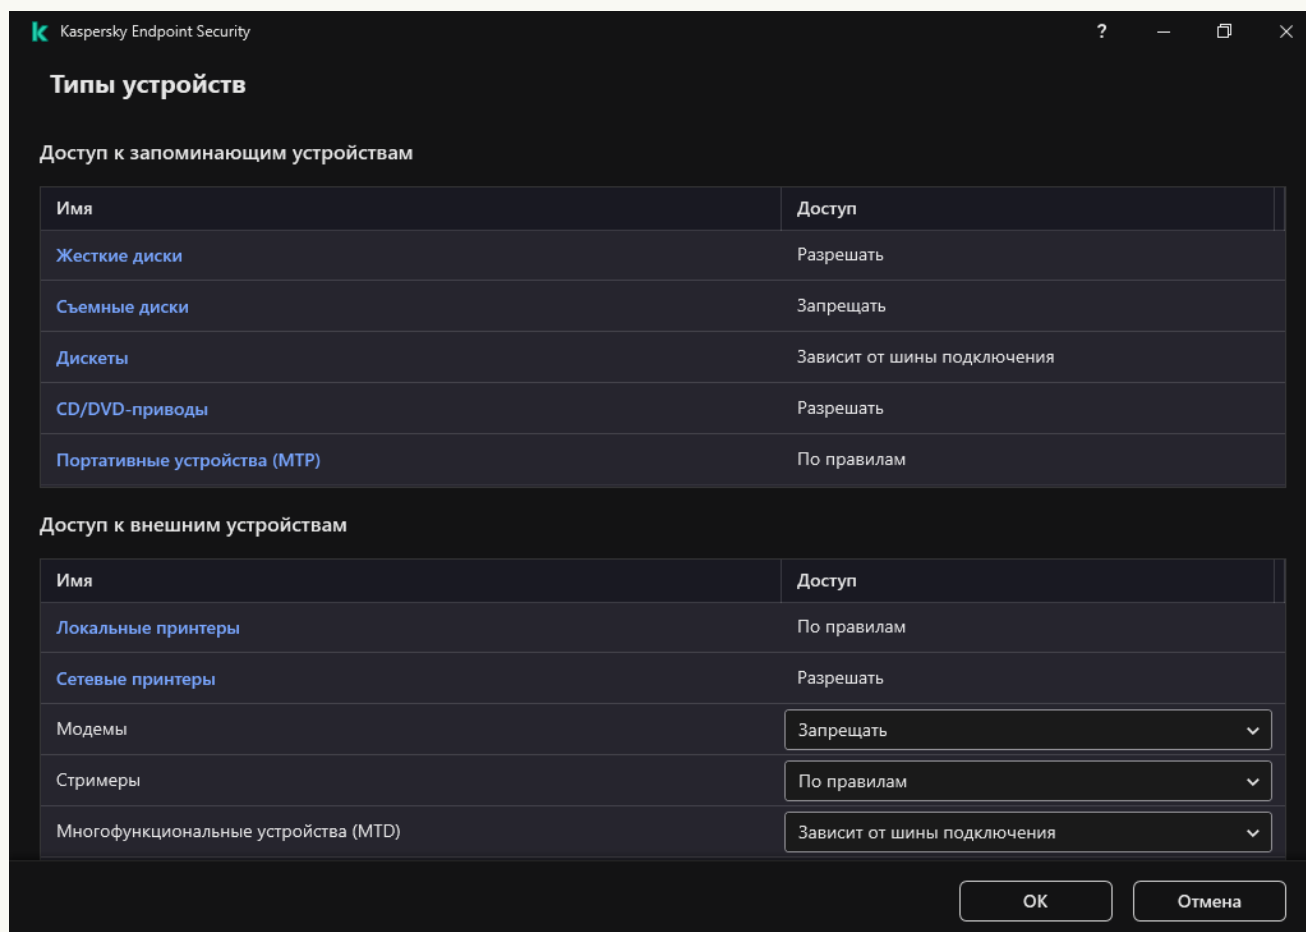 Kaspersky Endpoint Security
?
Типы устройств
Доступ к запоминающим устройствам
Имя Доступ
Жесткие диски Разрешать
Съемные диски Запрещать
Дискеты Зависит от шины подключения
CD/DVD-приводы Разрешать
Портативные устройства (MTP) По правилам
Доступ к внешним устройствам
Имя Доступ
Локальные принтеры По правилам
Сетевые принтеры Разрешать
Модемы Запрещать
Стримеры По правилам
Многофункциональные устройства (MTD) Зависит от шины подключения
ОК Отмена